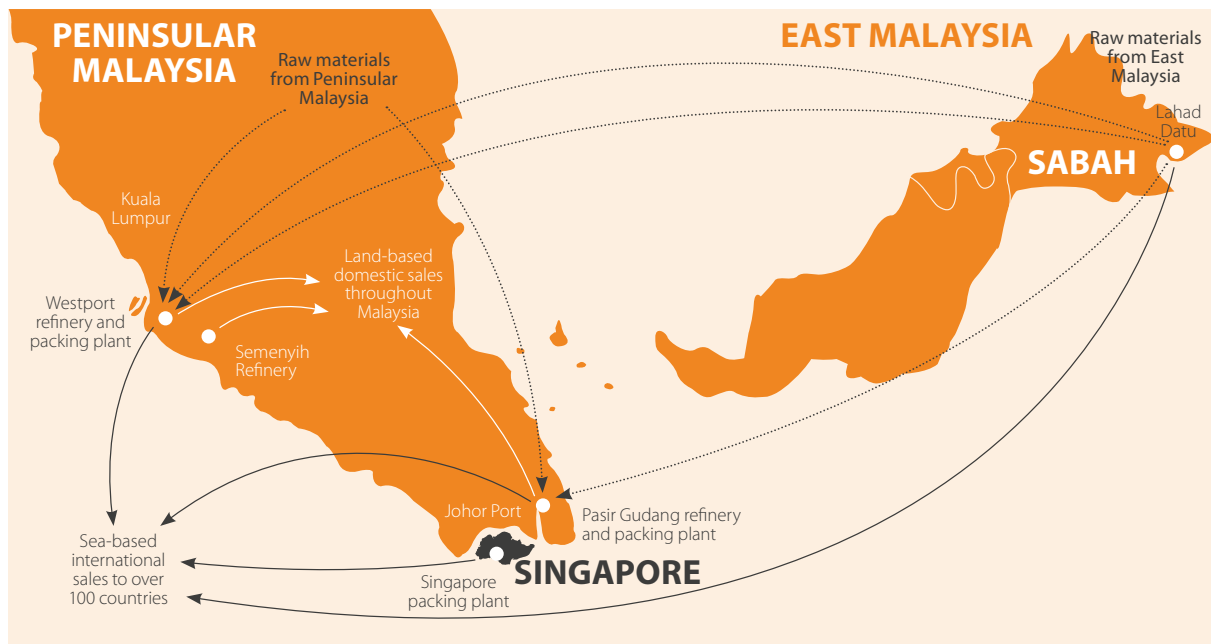 PENINSULAR
MALAYSIA
Raw materials
from Peninsular
Malaysia
EAST MALAYSIA
Raw materials
from East
Malaysia
Lahad
Datu
SABAH
Kuala
Lumpur
Land-based
domestic sales
throughout
Malaysia
Westport
refinery and
packing plant
Semenyih
Refinery
Johor Port
Pasir Gudang refinery
and packing plant
Sea-based
international
sales to over
100 countries
SINGAPORE
Singapore
packing plant